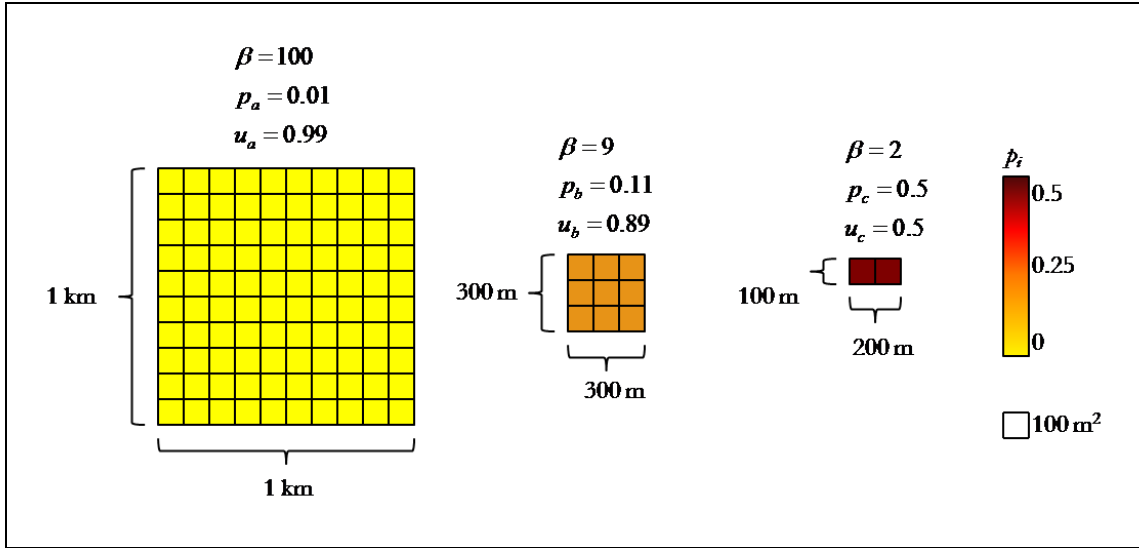 β = 100
p_a = 0.01
u_a = 0.99
1 km
1 km
β = 9
p_b = 0.11
u_b = 0.89
300 m
300 m
β = 2
p_c = 0.5
u_c = 0.5
100 m
200 m
p_i
0.5
0.25
0
100 m²